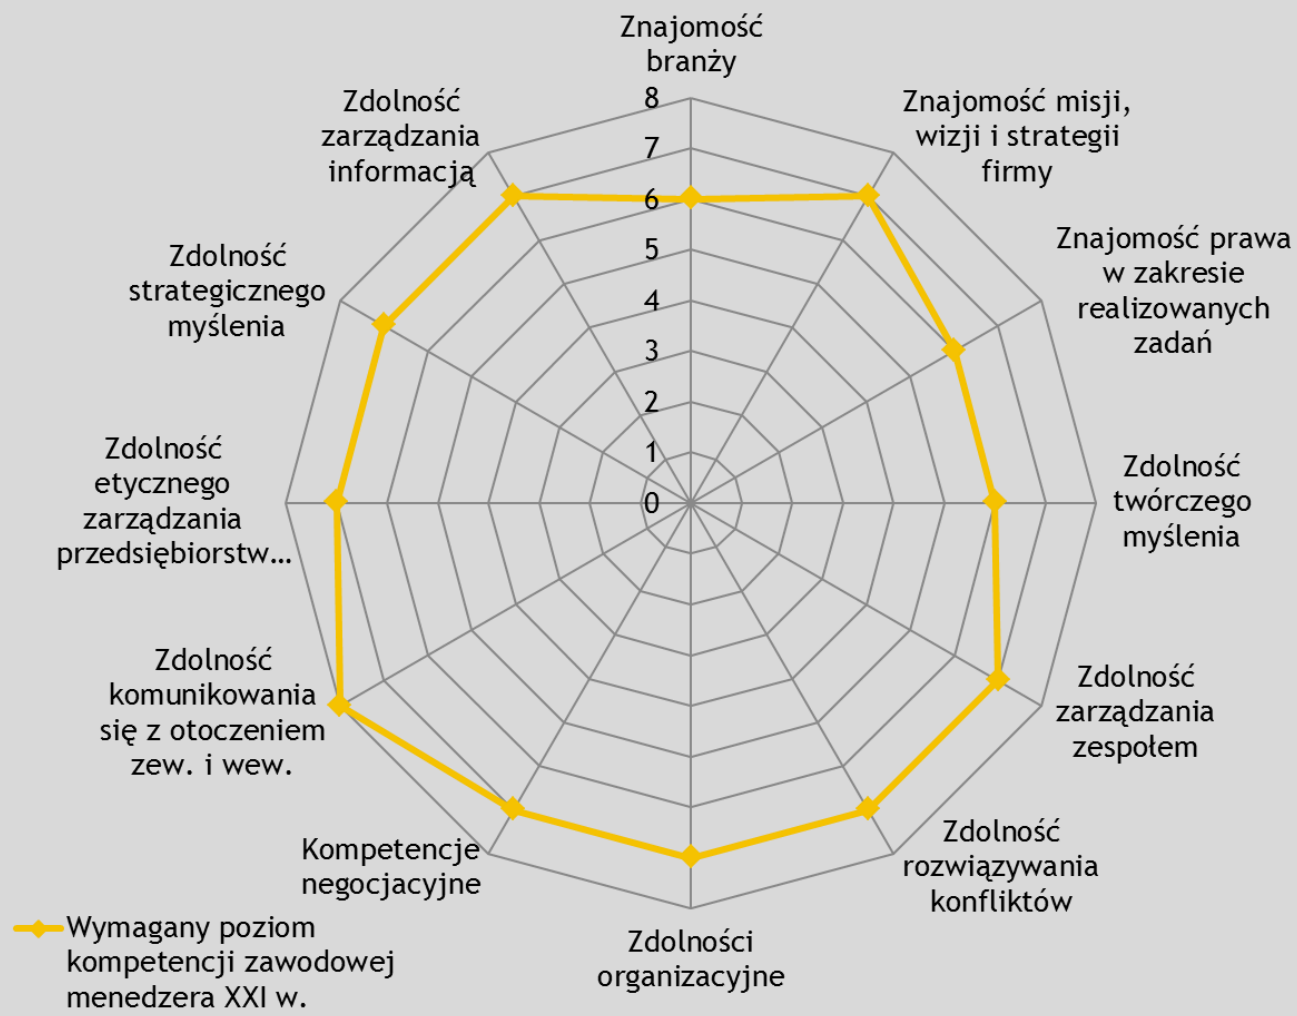 Znajomość
branży
Znajomość misji,
wizji i strategii
firmy
Znajomość prawa
w zakresie
realizowanych
zadań
Zdolność
twórczego
myślenia
Zdolność
zarządzania
zespołem
Zdolność
rozwiązywania
konfliktów
Zdolności
organizacyjne
Kompetencje
negocjacyjne
Zdolność
komunikowania
się z otoczeniem
zew. i wew.
Zdolność
etycznego
zarządzania
przedsiębiorstw...
Zdolność
strategicznego
myślenia
Zdolność
zarządzania
informacją
8
7
6
5
4
3
2
1
0
Wymagany poziom
kompetencji zawodowej
menedzera XXI w.